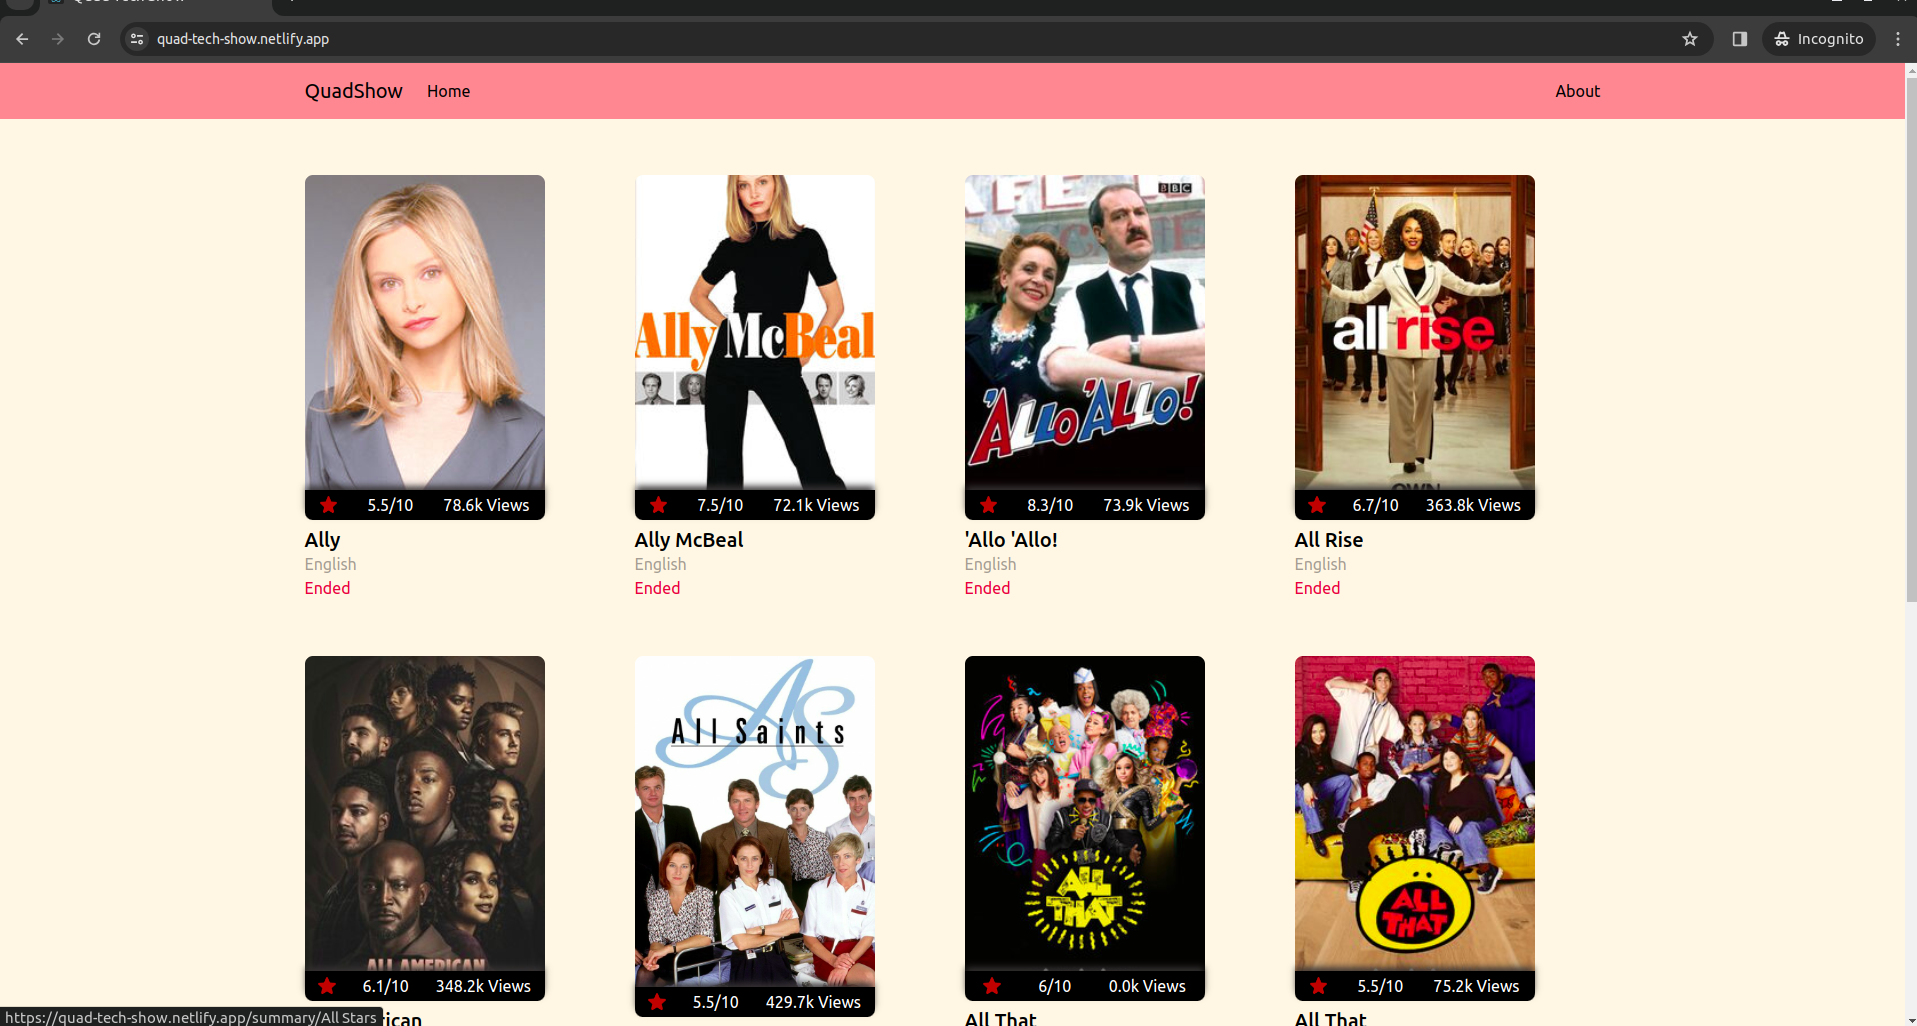 quad-tech-show.netlify.app
Incognito
QuadShow Home About
BBC
Ally McBeal
'ALLO 'ALLO!
all rise
OWN
5.5/10 78.6k Views
7.5/10 72.1k Views
8.3/10 73.9k Views
6.7/10 363.8k Views
Ally
English
Ended
Ally McBeal
English
Ended
'Allo 'Allo!
English
Ended
All Rise
English
Ended
AS
All Saints
ALL AMERICAN
ALL THAT
ALL THAT
6.1/10 348.2k Views
5.5/10 429.7k Views
6/10 0.0k Views
5.5/10 75.2k Views
rican
All That
All That
https://quad-tech-show.netlify.app/summary/All Stars